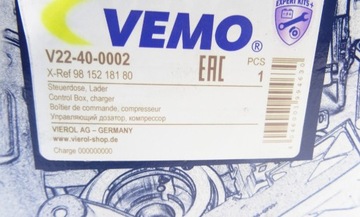 EXPERT KITS+
VEMO®
V22-40-0002
X-Ref 98 152 181 80
EAC
PCS
1
Steuerdose, Lader
Control Box, charger
Boîtier de commande, compresseur
Управляющий дозатор, компрессор
VIEROL AG – GERMANY
www.vierol-shop.de
Charge 000000000